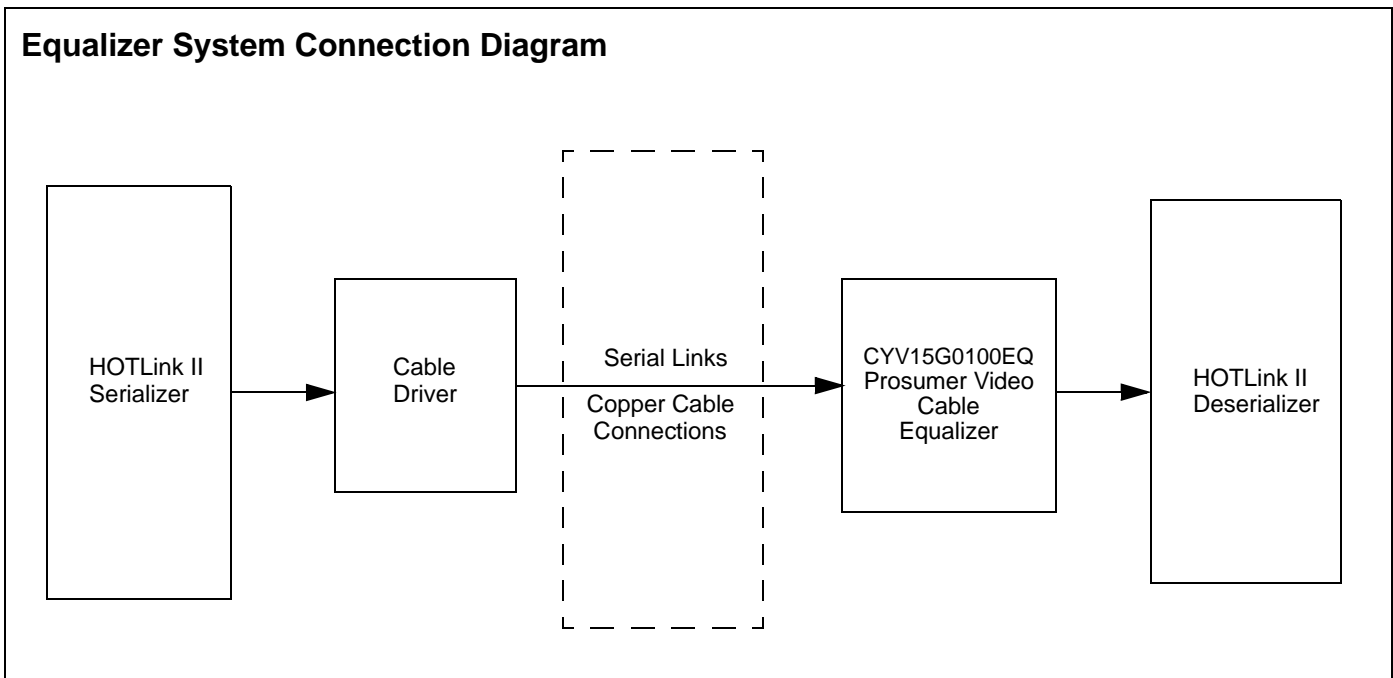 Equalizer System Connection Diagram
HOTLink II
Serializer
Cable
Driver
Serial Links
Copper Cable
Connections
CYV15G0100EQ
Prosumer Video
Cable
Equalizer
HOTLink II
Deserializer